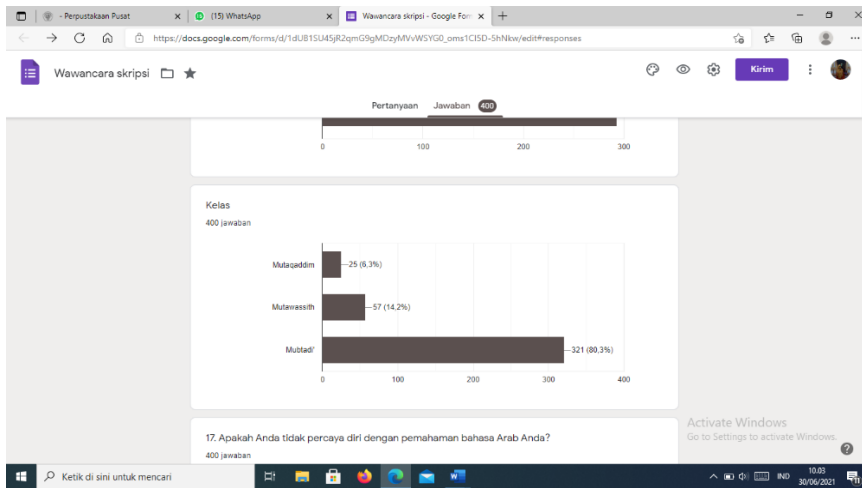 - Perpustakaan Pusat
(15) WhatsApp
Wawancara skripsi - Google Form
https://docs.google.com/forms/d/1dU81SU45jR2qmG9gMDzyMVvWSYG0_oms1CI5D-5hNkw/edit#responses
Wawancara skripsi
Kirim
Pertanyaan Jawaban 400
0 100 200 300
Kelas
400 jawaban
Mutaqaddim 25 (6,3%)
Mutawassith 57 (14,2%)
Mubtadi' 321 (80,3%)
0 100 200 300 400
Activate Windows
Go to Settings to activate Windows.
17. Apakah Anda tidak percaya diri dengan pemahaman bahasa Arab Anda?
400 jawaban
Ketik di sini untuk mencari
IND
10.03
30/06/2021